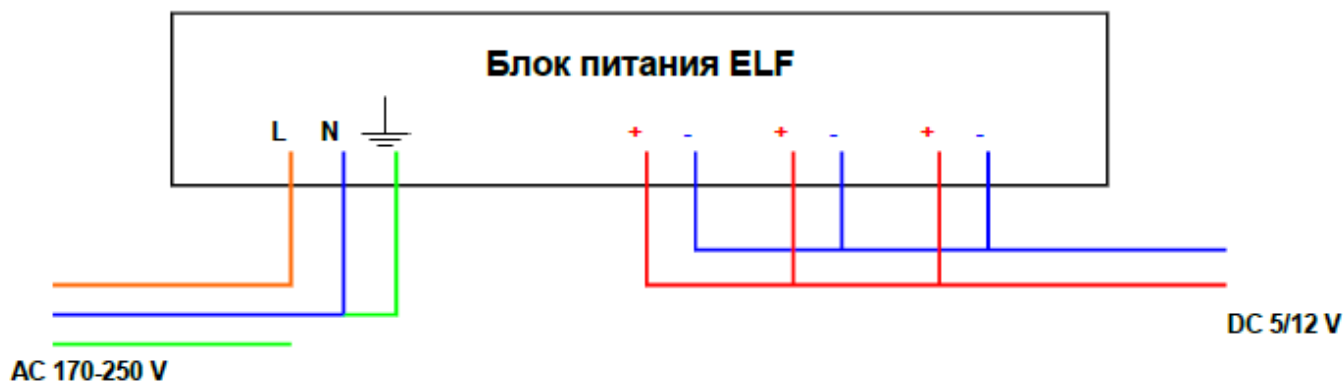 Блок питания ELF
L N + - + - + -
DC 5/12 V
AC 170-250 V